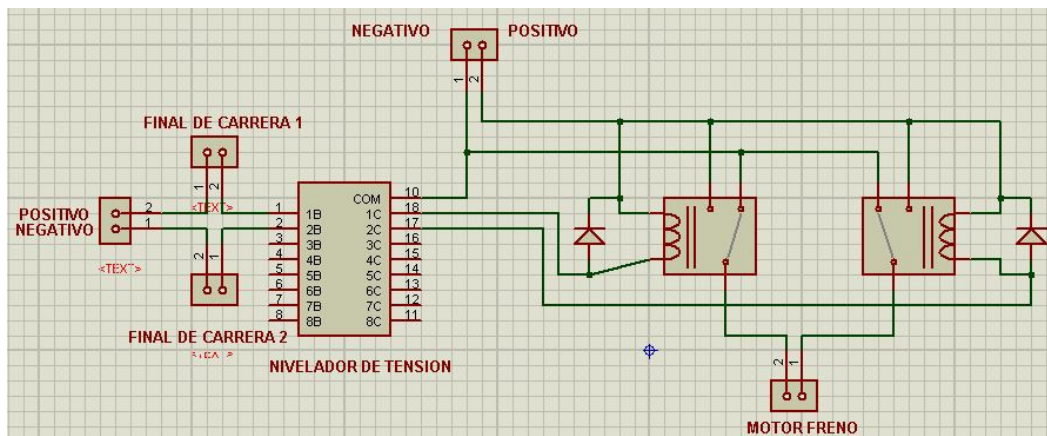 NEGATIVO
POSITIVO
1
2
FINAL DE CARRERA 1
1
2
<TEXT>
POSITIVO
NEGATIVO
2
1
<TEXT>
2
1
FINAL DE CARRERA 2
<TEXT>
1 1B
2 2B
3 3B
4 4B
5 5B
6 6B
7 7B
8 8B
COM 10
1C 18
2C 17
3C 16
4C 15
5C 14
6C 13
7C 12
8C 11
NIVELADOR DE TENSION
2
1
MOTOR FRENO